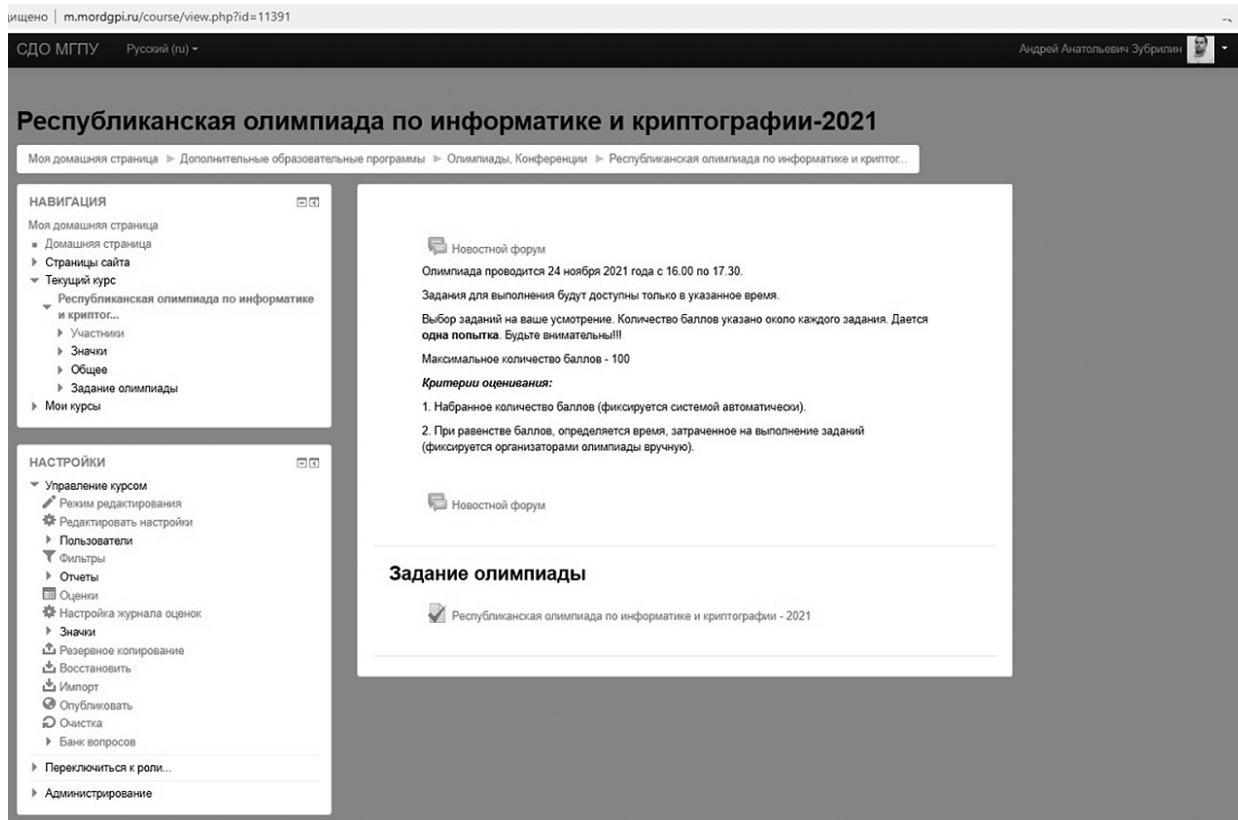 m.mordgpi.ru/course/view.php?id=11391
СДО МГПУ Русский (ru)
Андрей Анатольевич Зубрилин
Республиканская олимпиада по информатике и криптографии-2021
Моя домашняя страница Дополнительные образовательные программы Олимпиады, Конференции Республиканская олимпиада по информатике и криптог...
НАВИГАЦИЯ
Моя домашняя страница
Домашняя страница
Страницы сайта
Текущий курс
Республиканская олимпиада по информатике
и криптог...
Участники
Значки
Общее
Задание олимпиады
Мои курсы
НАСТРОЙКИ
Управление курсом
Режим редактирования
Редактировать настройки
Пользователи
Фильтры
Отчеты
Оценки
Настройка журнала оценок
Значки
Резервное копирование
Восстановить
Импорт
Опубликовать
Очистка
Банк вопросов
Переключиться к роли...
Администрирование
Новостной форум
Олимпиада проводится 24 ноября 2021 года с 16.00 по 17.30.
Задания для выполнения будут доступны только в указанное время.
Выбор заданий на ваше усмотрение. Количество баллов указано около каждого задания. Дается
одна попытка. Будьте внимательны!!!
Максимальное количество баллов - 100
Критерии оценивания:
1. Набранное количество баллов (фиксируется системой автоматически).
2. При равенстве баллов, определяется время, затраченное на выполнение заданий
(фиксируется организаторами олимпиады вручную).
Новостной форум
Задание олимпиады
Республиканская олимпиада по информатике и криптографии - 2021